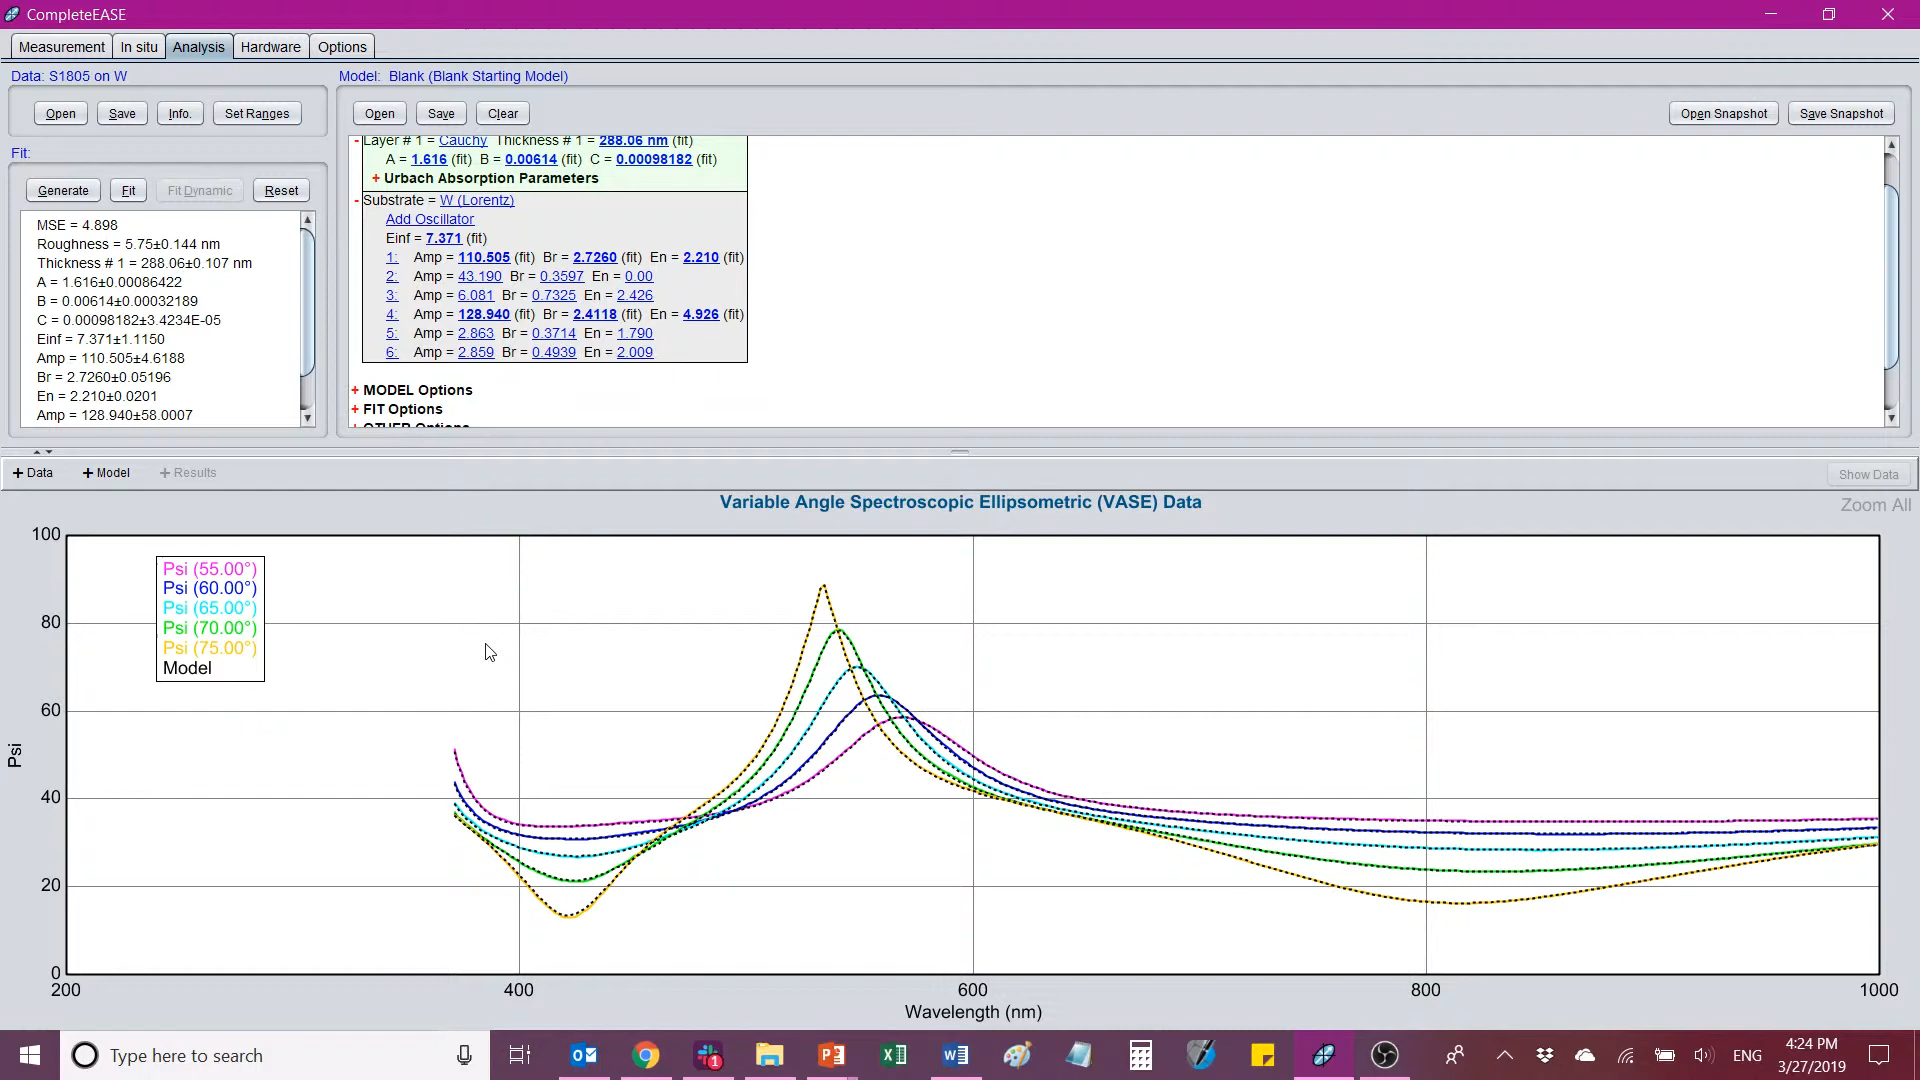 CompleteEASE
Measurement In situ Analysis Hardware Options
Data: S1805 on W
Model: Blank (Blank Starting Model)
Open Save Info. Set Ranges
Open Save Clear
Open Snapshot Save Snapshot
Fit:
Generate Fit Fit Dynamic Reset
MSE = 4.898
Roughness = 5.75±0.144 nm
Thickness # 1 = 288.06±0.107 nm
A = 1.616±0.00086422
B = 0.00614±0.00032189
C = 0.00098182±3.4234E-05
Einf = 7.371±1.1150
Amp = 110.505±4.6188
Br = 2.7260±0.05196
En = 2.210±0.0201
Amp = 128.940±58.0007
- Layer # 1 = Cauchy Thickness # 1 = 288.06 nm (fit)
A = 1.616 (fit) B = 0.00614 (fit) C = 0.00098182 (fit)
+ Urbach Absorption Parameters
- Substrate = W (Lorentz)
Add Oscillator
Einf = 7.371 (fit)
1: Amp = 110.505 (fit) Br = 2.7260 (fit) En = 2.210 (fit)
2: Amp = 43.190 Br = 0.3597 En = 0.00
3: Amp = 6.081 Br = 0.7325 En = 2.426
4: Amp = 128.940 (fit) Br = 2.4118 (fit) En = 4.926 (fit)
5: Amp = 2.863 Br = 0.3714 En = 1.790
6: Amp = 2.859 Br = 0.4939 En = 2.009
+ MODEL Options
+ FIT Options
+ OTHER Options
+ Data + Model + Results
Show Data
Variable Angle Spectroscopic Ellipsometric (VASE) Data
Zoom All
Psi (55.00°)
Psi (60.00°)
Psi (65.00°)
Psi (70.00°)
Psi (75.00°)
Model
100
80
60
40
20
0
Psi
200 400 600 800 1000
Wavelength (nm)
Type here to search
1
ENG
4:24 PM
3/27/2019